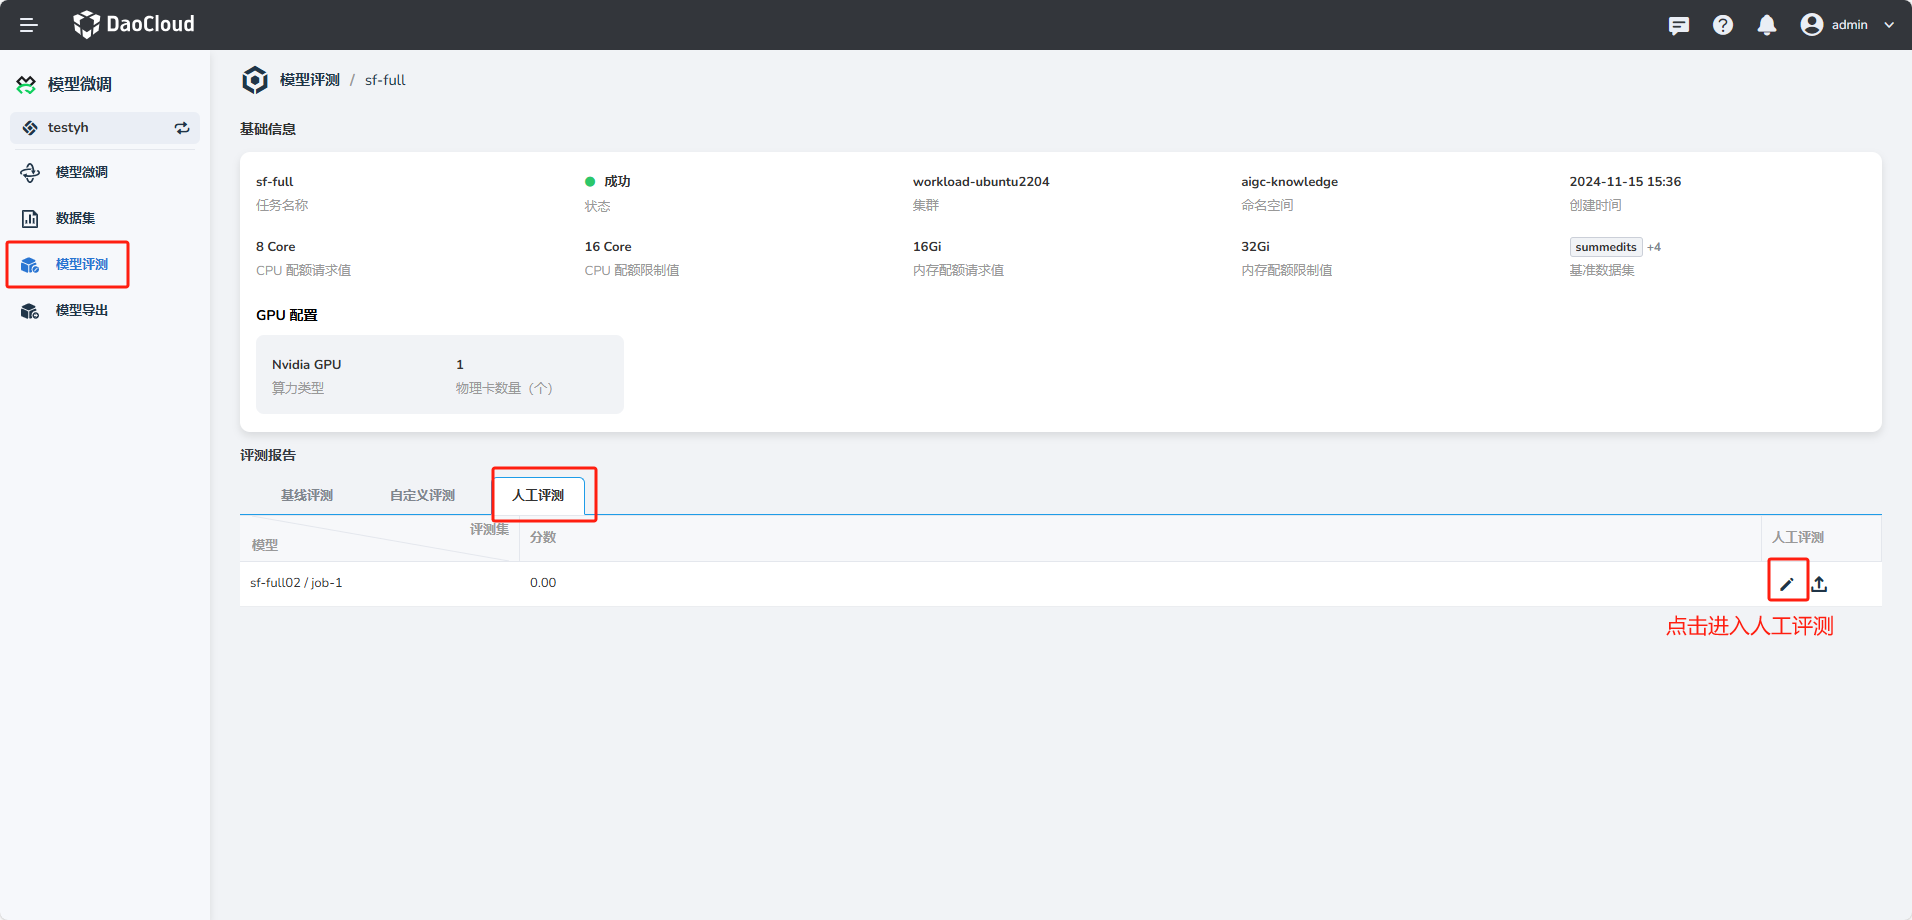 DaoCloud
admin
模型微调
testyh
模型微调
数据集
模型评测
模型导出
模型评测 / sf-full
基础信息
sf-full
任务名称
成功
状态
workload-ubuntu2204
集群
aigc-knowledge
命名空间
2024-11-15 15:36
创建时间
8 Core
CPU 配额请求值
16 Core
CPU 配额限制值
16Gi
内存配额请求值
32Gi
内存配额限制值
summedits +4
基准数据集
GPU 配置
Nvidia GPU
算力类型
1
物理卡数量（个）
评测报告
基线评测
自定义评测
人工评测
评测集
模型
分数
人工评测
sf-full02 / job-1
0.00
点击进入人工评测